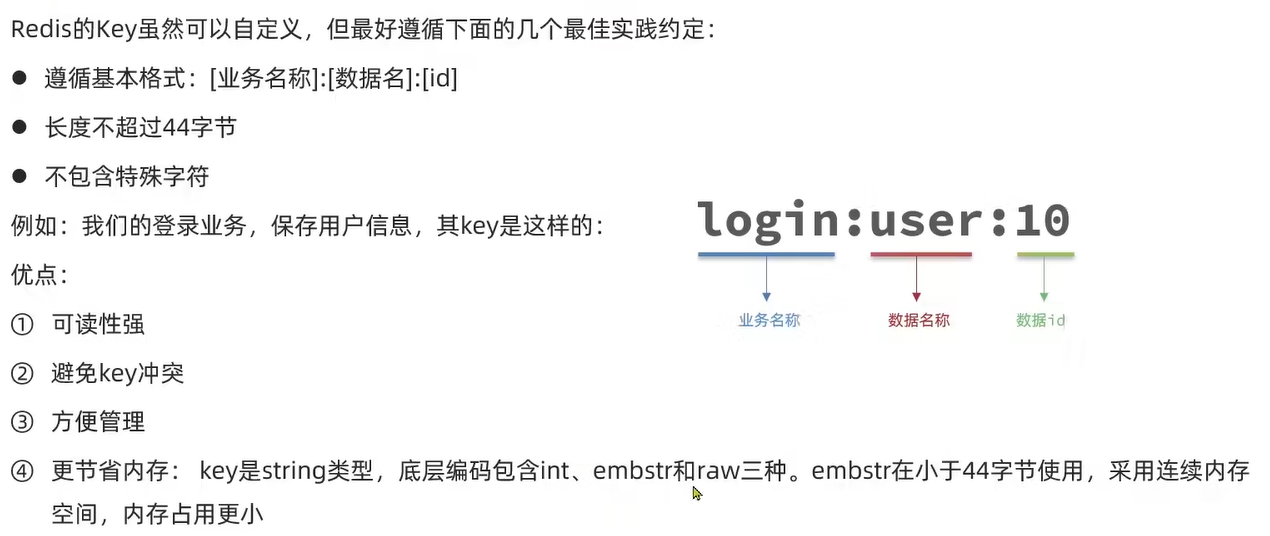 Redis的Key虽然可以自定义，但最好遵循下面的几个最佳实践约定：
● 遵循基本格式：[业务名称]:[数据名]:[id]
● 长度不超过44字节
● 不包含特殊字符
例如：我们的登录业务，保存用户信息，其key是这样的：
login:user:10
业务名称 数据名称 数据id
优点：
① 可读性强
② 避免key冲突
③ 方便管理
④ 更节省内存： key是string类型，底层编码包含int、embstr和raw三种。embstr在小于44字节使用，采用连续内存
空间，内存占用更小